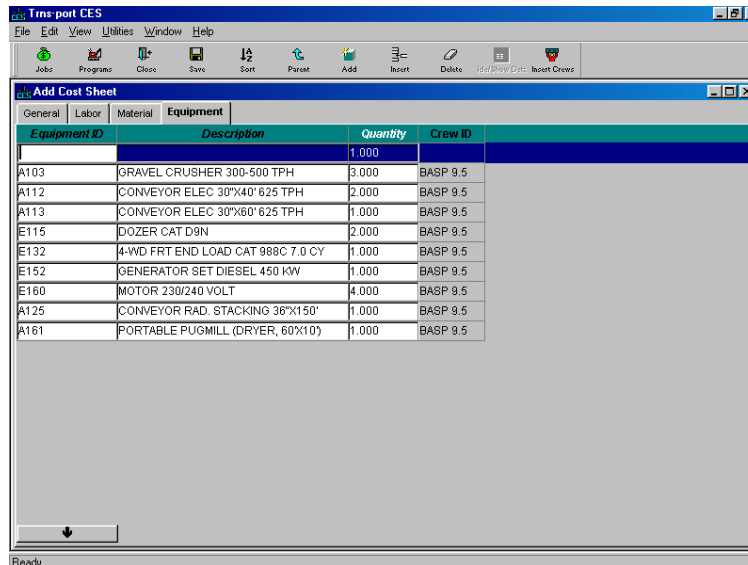 Trns·port CES
File Edit View Utilities Window Help
Jobs Programs Close Save Sort Parent Add Insert Delete ide/Show Det: Insert Crews
Add Cost Sheet
General Labor Material Equipment
Equipment ID Description Quantity Crew ID
1.000
A103 GRAVEL CRUSHER 300-500 TPH 3.000 BASP 9.5
A112 CONVEYOR ELEC 30"X40' 625 TPH 2.000 BASP 9.5
A113 CONVEYOR ELEC 30"X60' 625 TPH 1.000 BASP 9.5
E115 DOZER CAT D9N 2.000 BASP 9.5
E132 4-WD FRT END LOAD CAT 988C 7.0 CY 1.000 BASP 9.5
E152 GENERATOR SET DIESEL 450 KW 1.000 BASP 9.5
E160 MOTOR 230/240 VOLT 4.000 BASP 9.5
A125 CONVEYOR RAD. STACKING 36"X150' 1.000 BASP 9.5
A161 PORTABLE PUGMILL (DRYER, 60'X10') 1.000 BASP 9.5
Ready